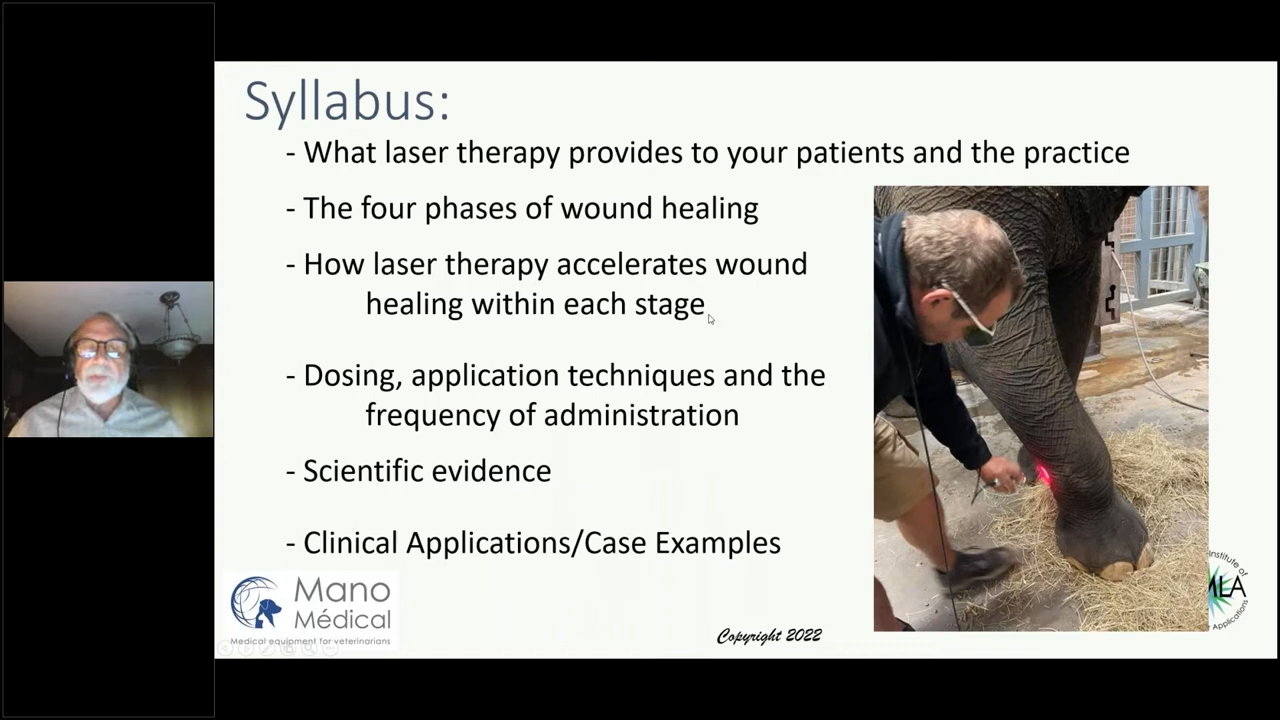 Syllabus:
- What laser therapy provides to your patients and the practice
- The four phases of wound healing
- How laser therapy accelerates wound
healing within each stage
- Dosing, application techniques and the
frequency of administration
- Scientific evidence
- Clinical Applications/Case Examples
Mano
Médical
Medical equipment for veterinarians
Copyright 2022
Institute of
Applications